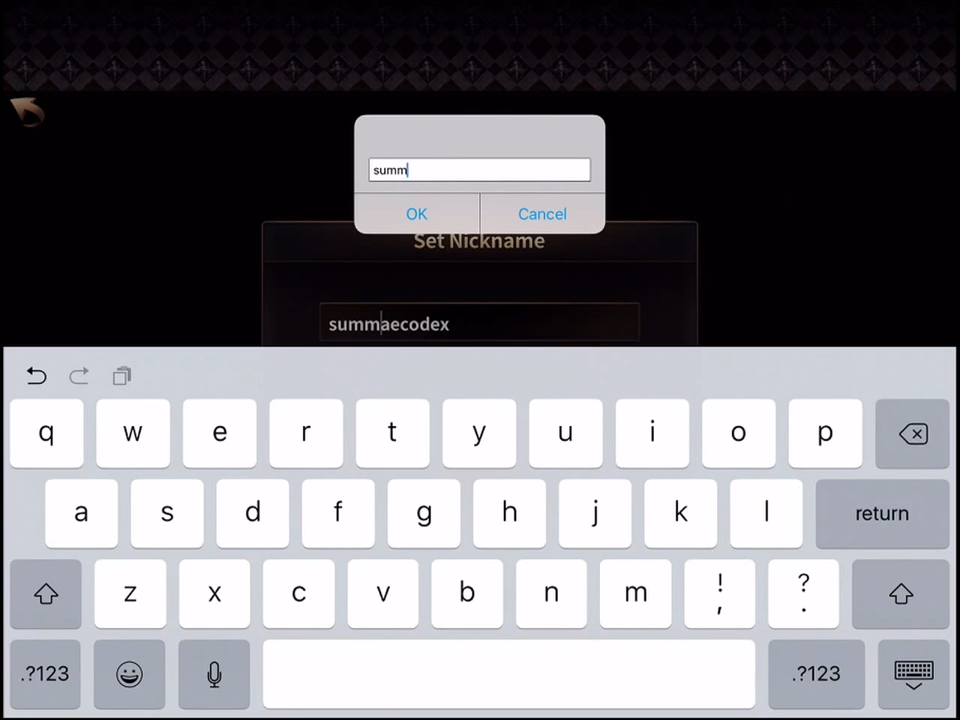 summ
OK Cancel
Set Nickname
summaecodex
q w e r t y u i o p
a s d f g h j k l return
z x c v b n m ! , ? .
.?123 .?123